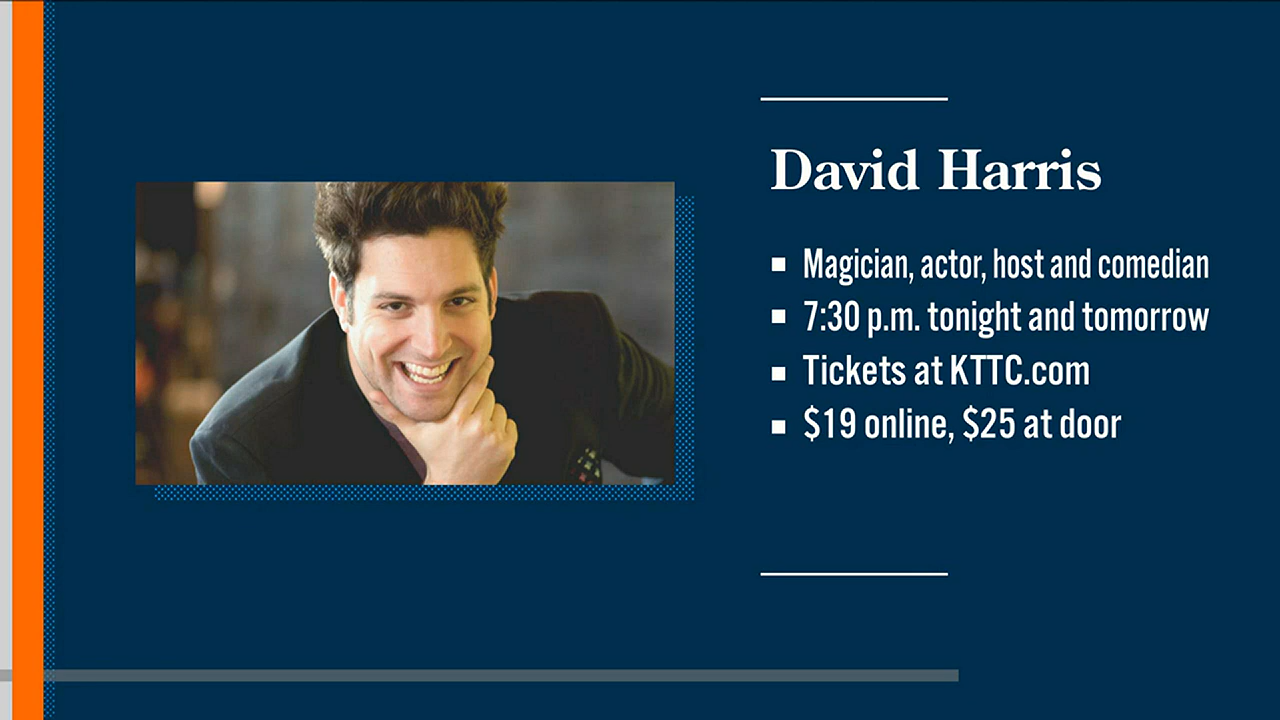 David Harris
Magician, actor, host and comedian
7:30 p.m. tonight and tomorrow
Tickets at KTTC.com
$19 online, $25 at door